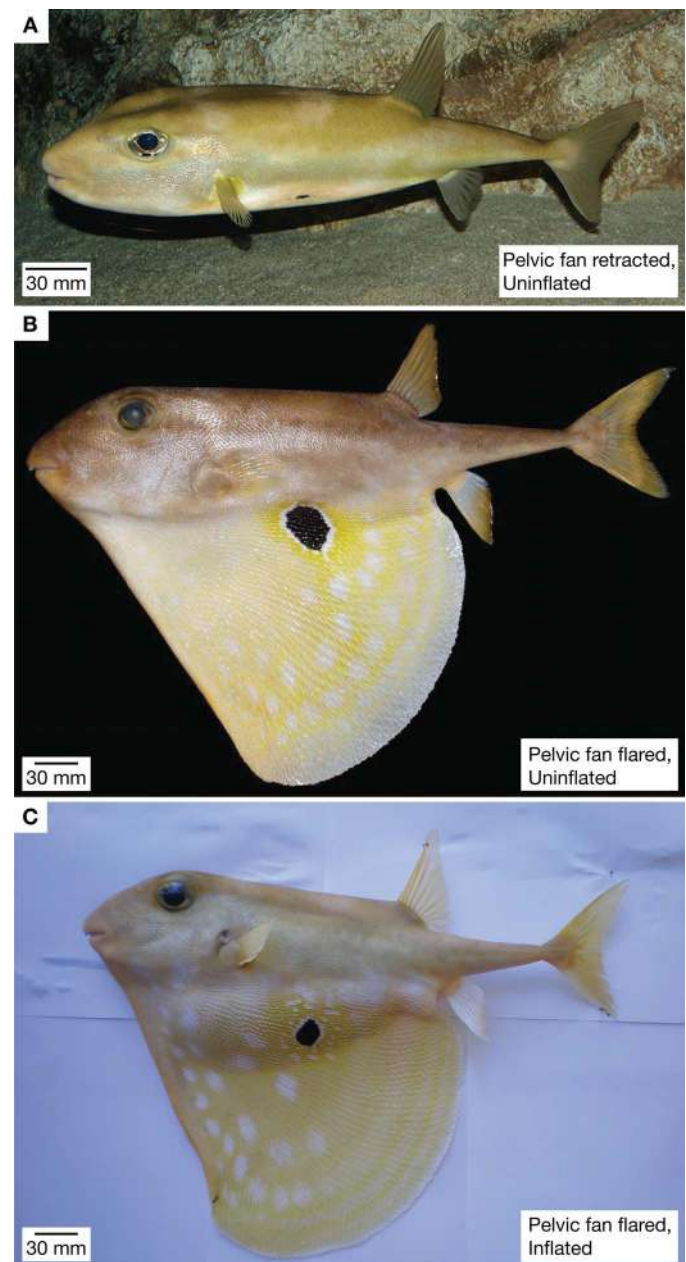 A
30 mm
Pelvic fan retracted,
Uninflated
B
30 mm
Pelvic fan flared,
Uninflated
C
30 mm
Pelvic fan flared,
Inflated